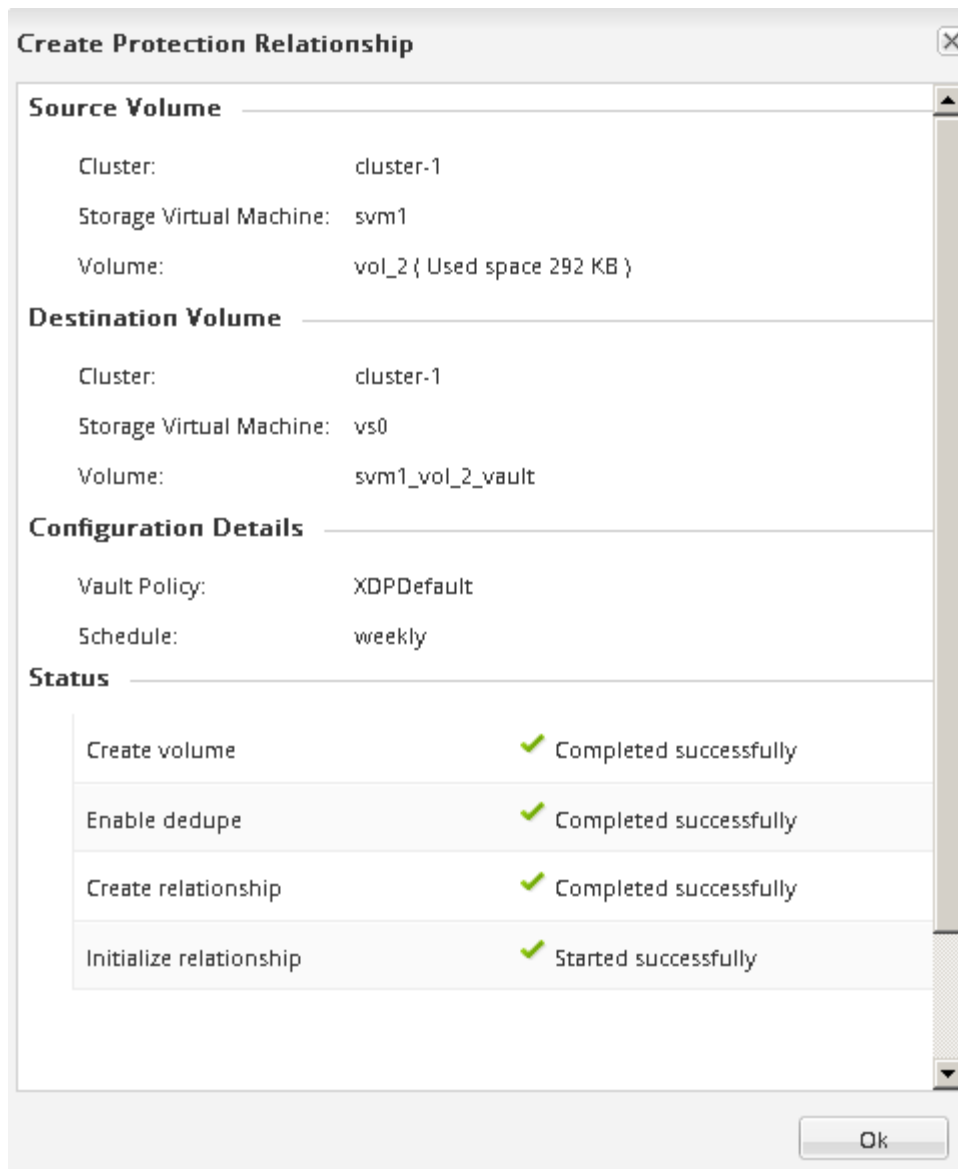 Create Protection Relationship
Source Volume
Cluster: cluster-1
Storage Virtual Machine: svm1
Volume: vol_2 ( Used space 292 KB )
Destination Volume
Cluster: cluster-1
Storage Virtual Machine: vs0
Volume: svm1_vol_2_vault
Configuration Details
Vault Policy: XDPDefault
Schedule: weekly
Status
Create volume Completed successfully
Enable dedupe Completed successfully
Create relationship Completed successfully
Initialize relationship Started successfully
Ok